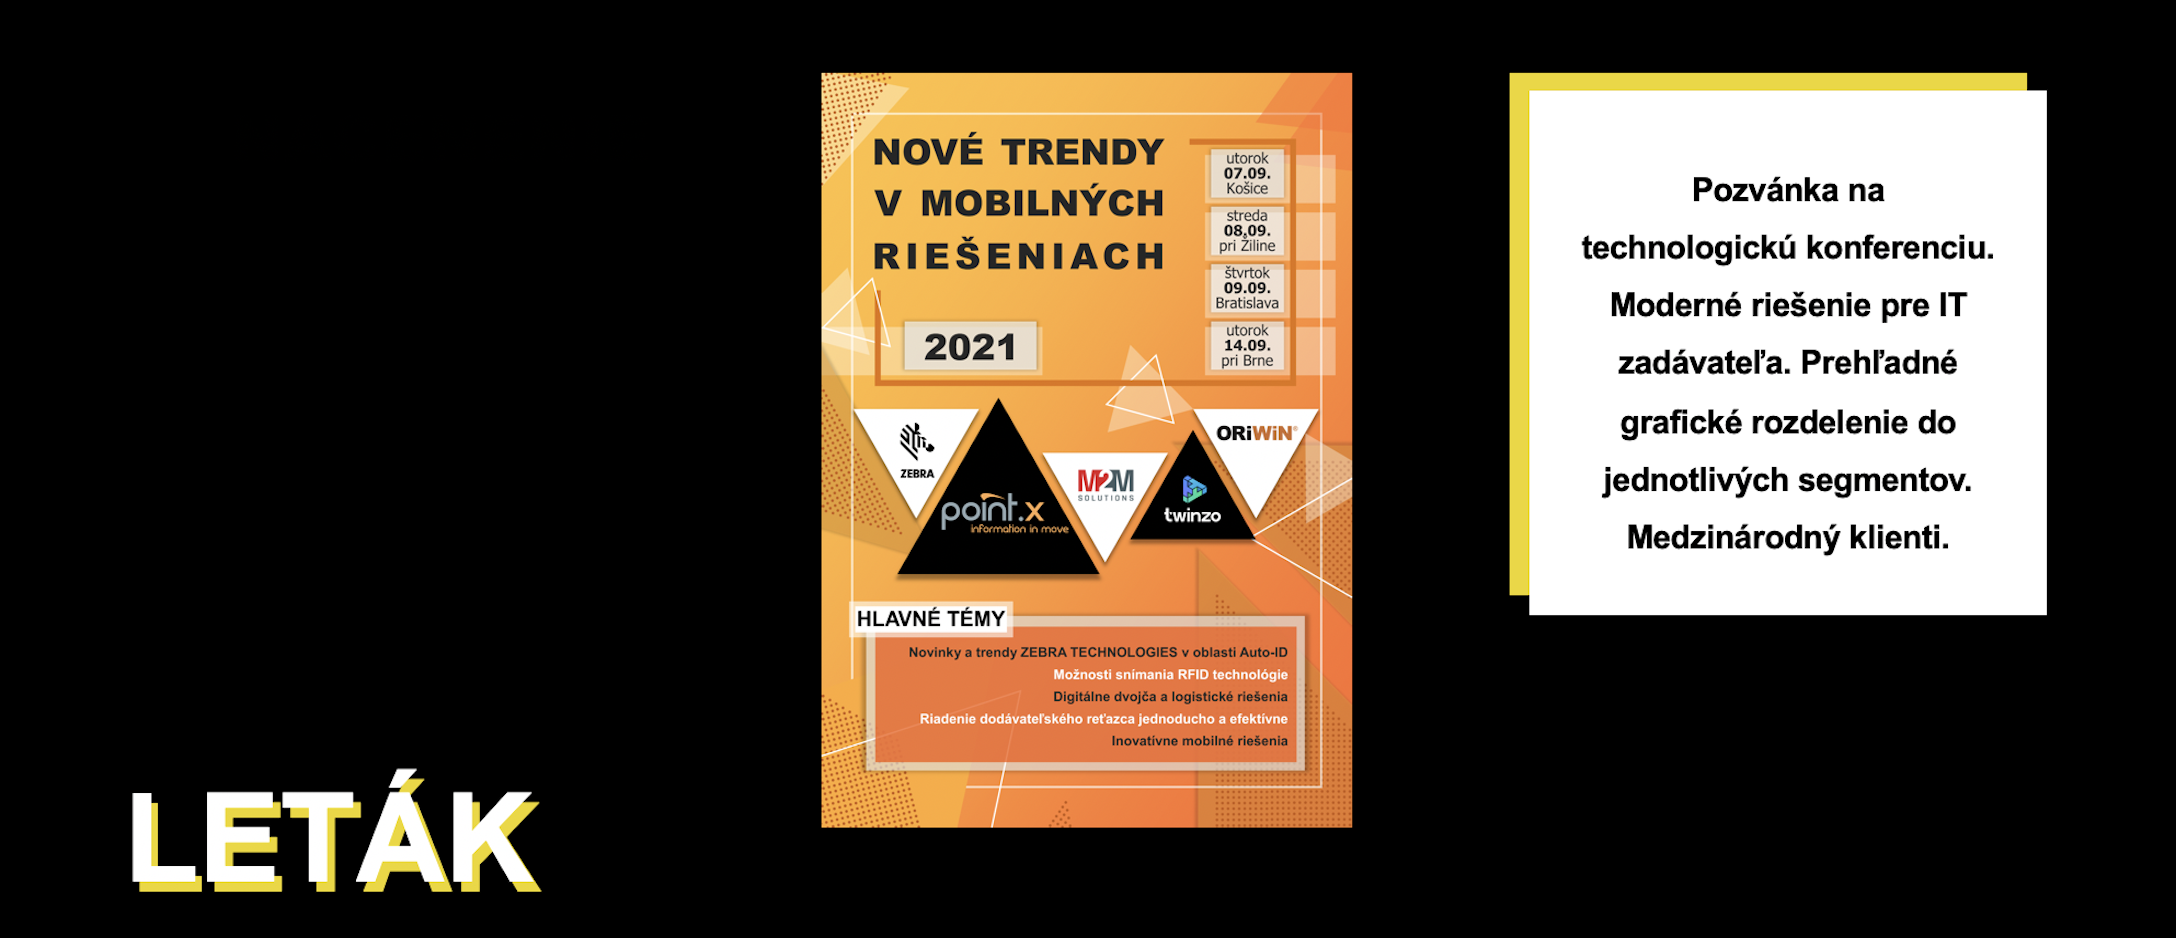 NOVÉ TRENDY
V MOBILNÝCH
RIEŠENIACH
2021
utorok
07.09.
Košice
streda
08.09.
pri Žiline
štvrtok
09.09.
Bratislava
utorok
14.09.
pri Brne
ZEBRA
point.x
information in move
M2M
SOLUTIONS
twinzo
ORiWiN®
HLAVNÉ TÉMY
Novinky a trendy ZEBRA TECHNOLOGIES v oblasti Auto-ID
Možnosti snímania RFID technológie
Digitálne dvojča a logistické riešenia
Riadenie dodávateľského reťazca jednoducho a efektívne
Inovatívne mobilné riešenia
Pozvánka na
technologickú konferenciu.
Moderné riešenie pre IT
zadávateľa. Prehľadné
grafické rozdelenie do
jednotlivých segmentov.
Medzinárodný klienti.
LETÁK